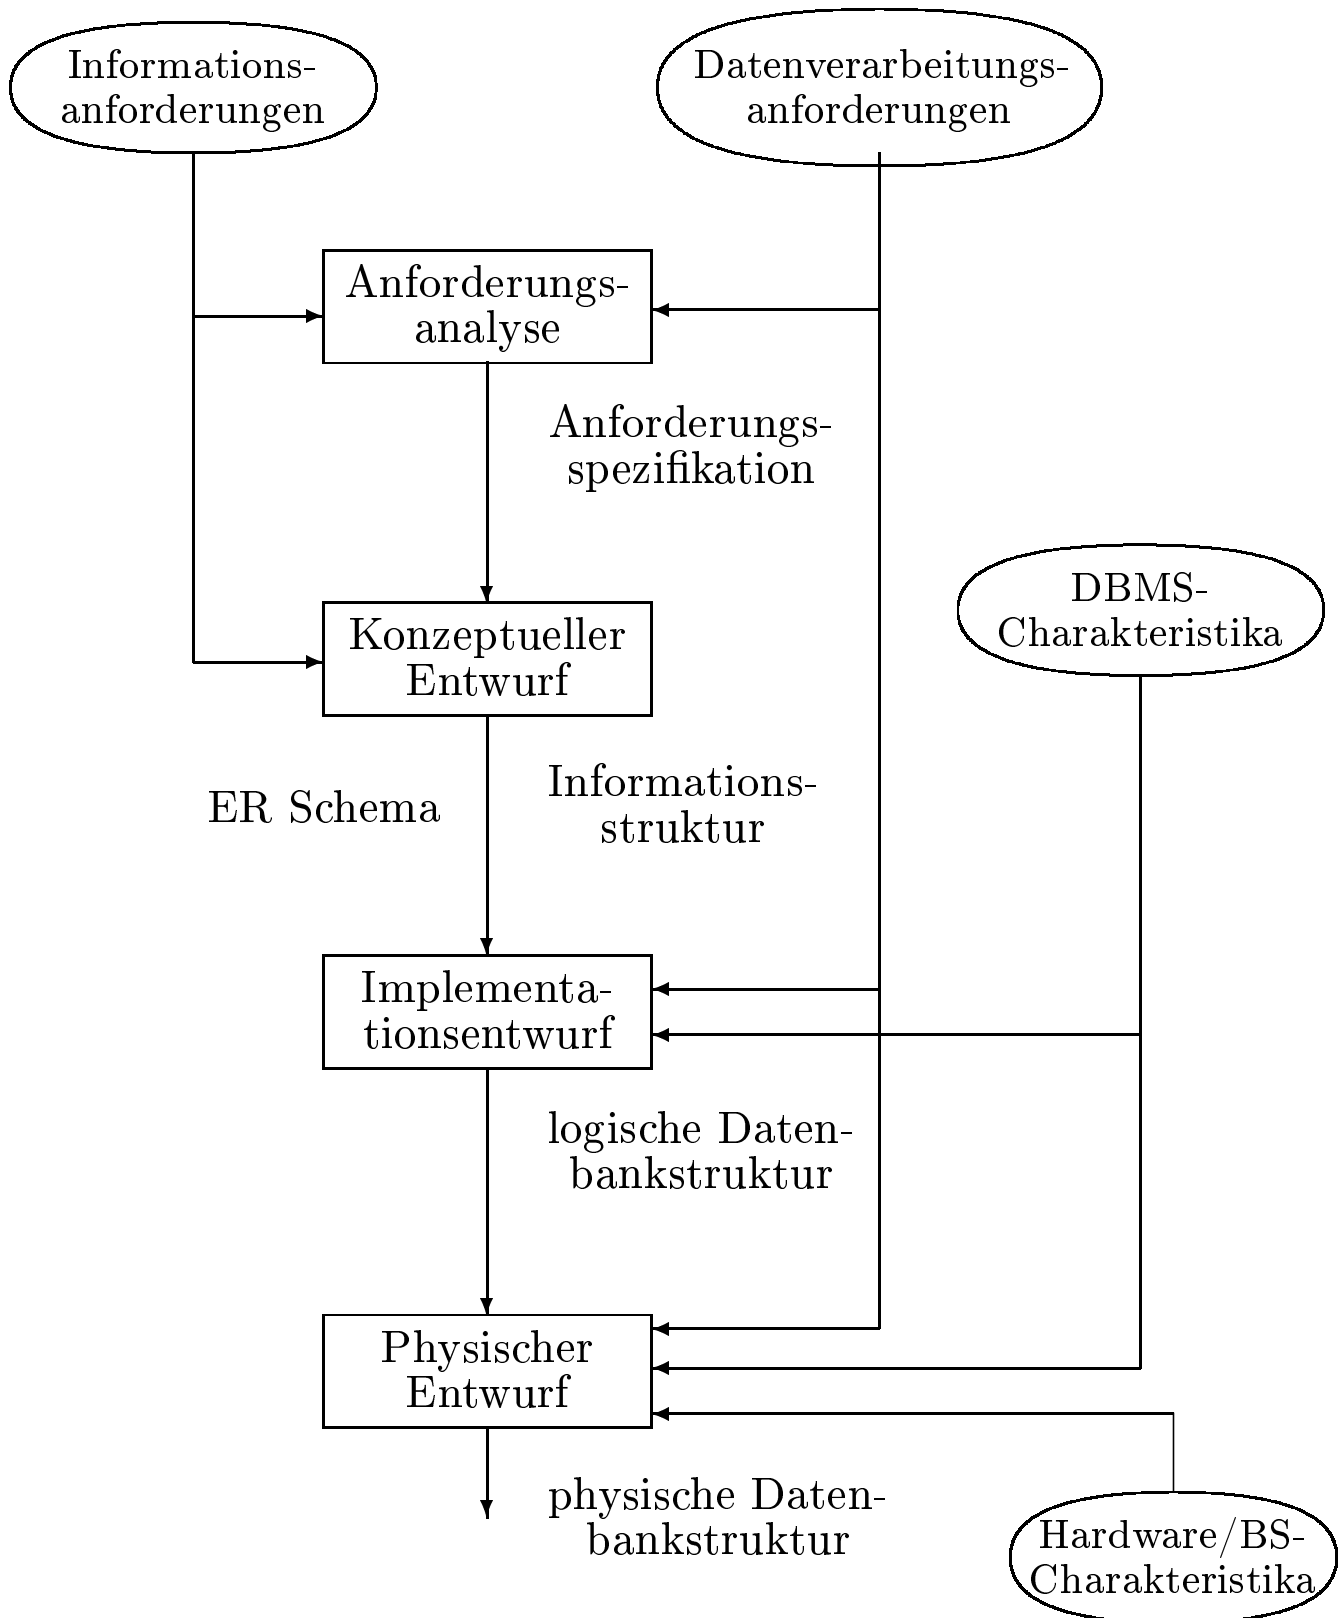 Informations-
anforderungen
Datenverarbeitungs-
anforderungen
Anforderungs-
analyse
Anforderungs-
spezifikation
DBMS-
Charakteristika
Konzeptueller
Entwurf
ER Schema
Informations-
struktur
Implementa-
tionsentwurf
logische Daten-
bankstruktur
Physischer
Entwurf
physische Daten-
bankstruktur
Hardware/BS-
Charakteristika